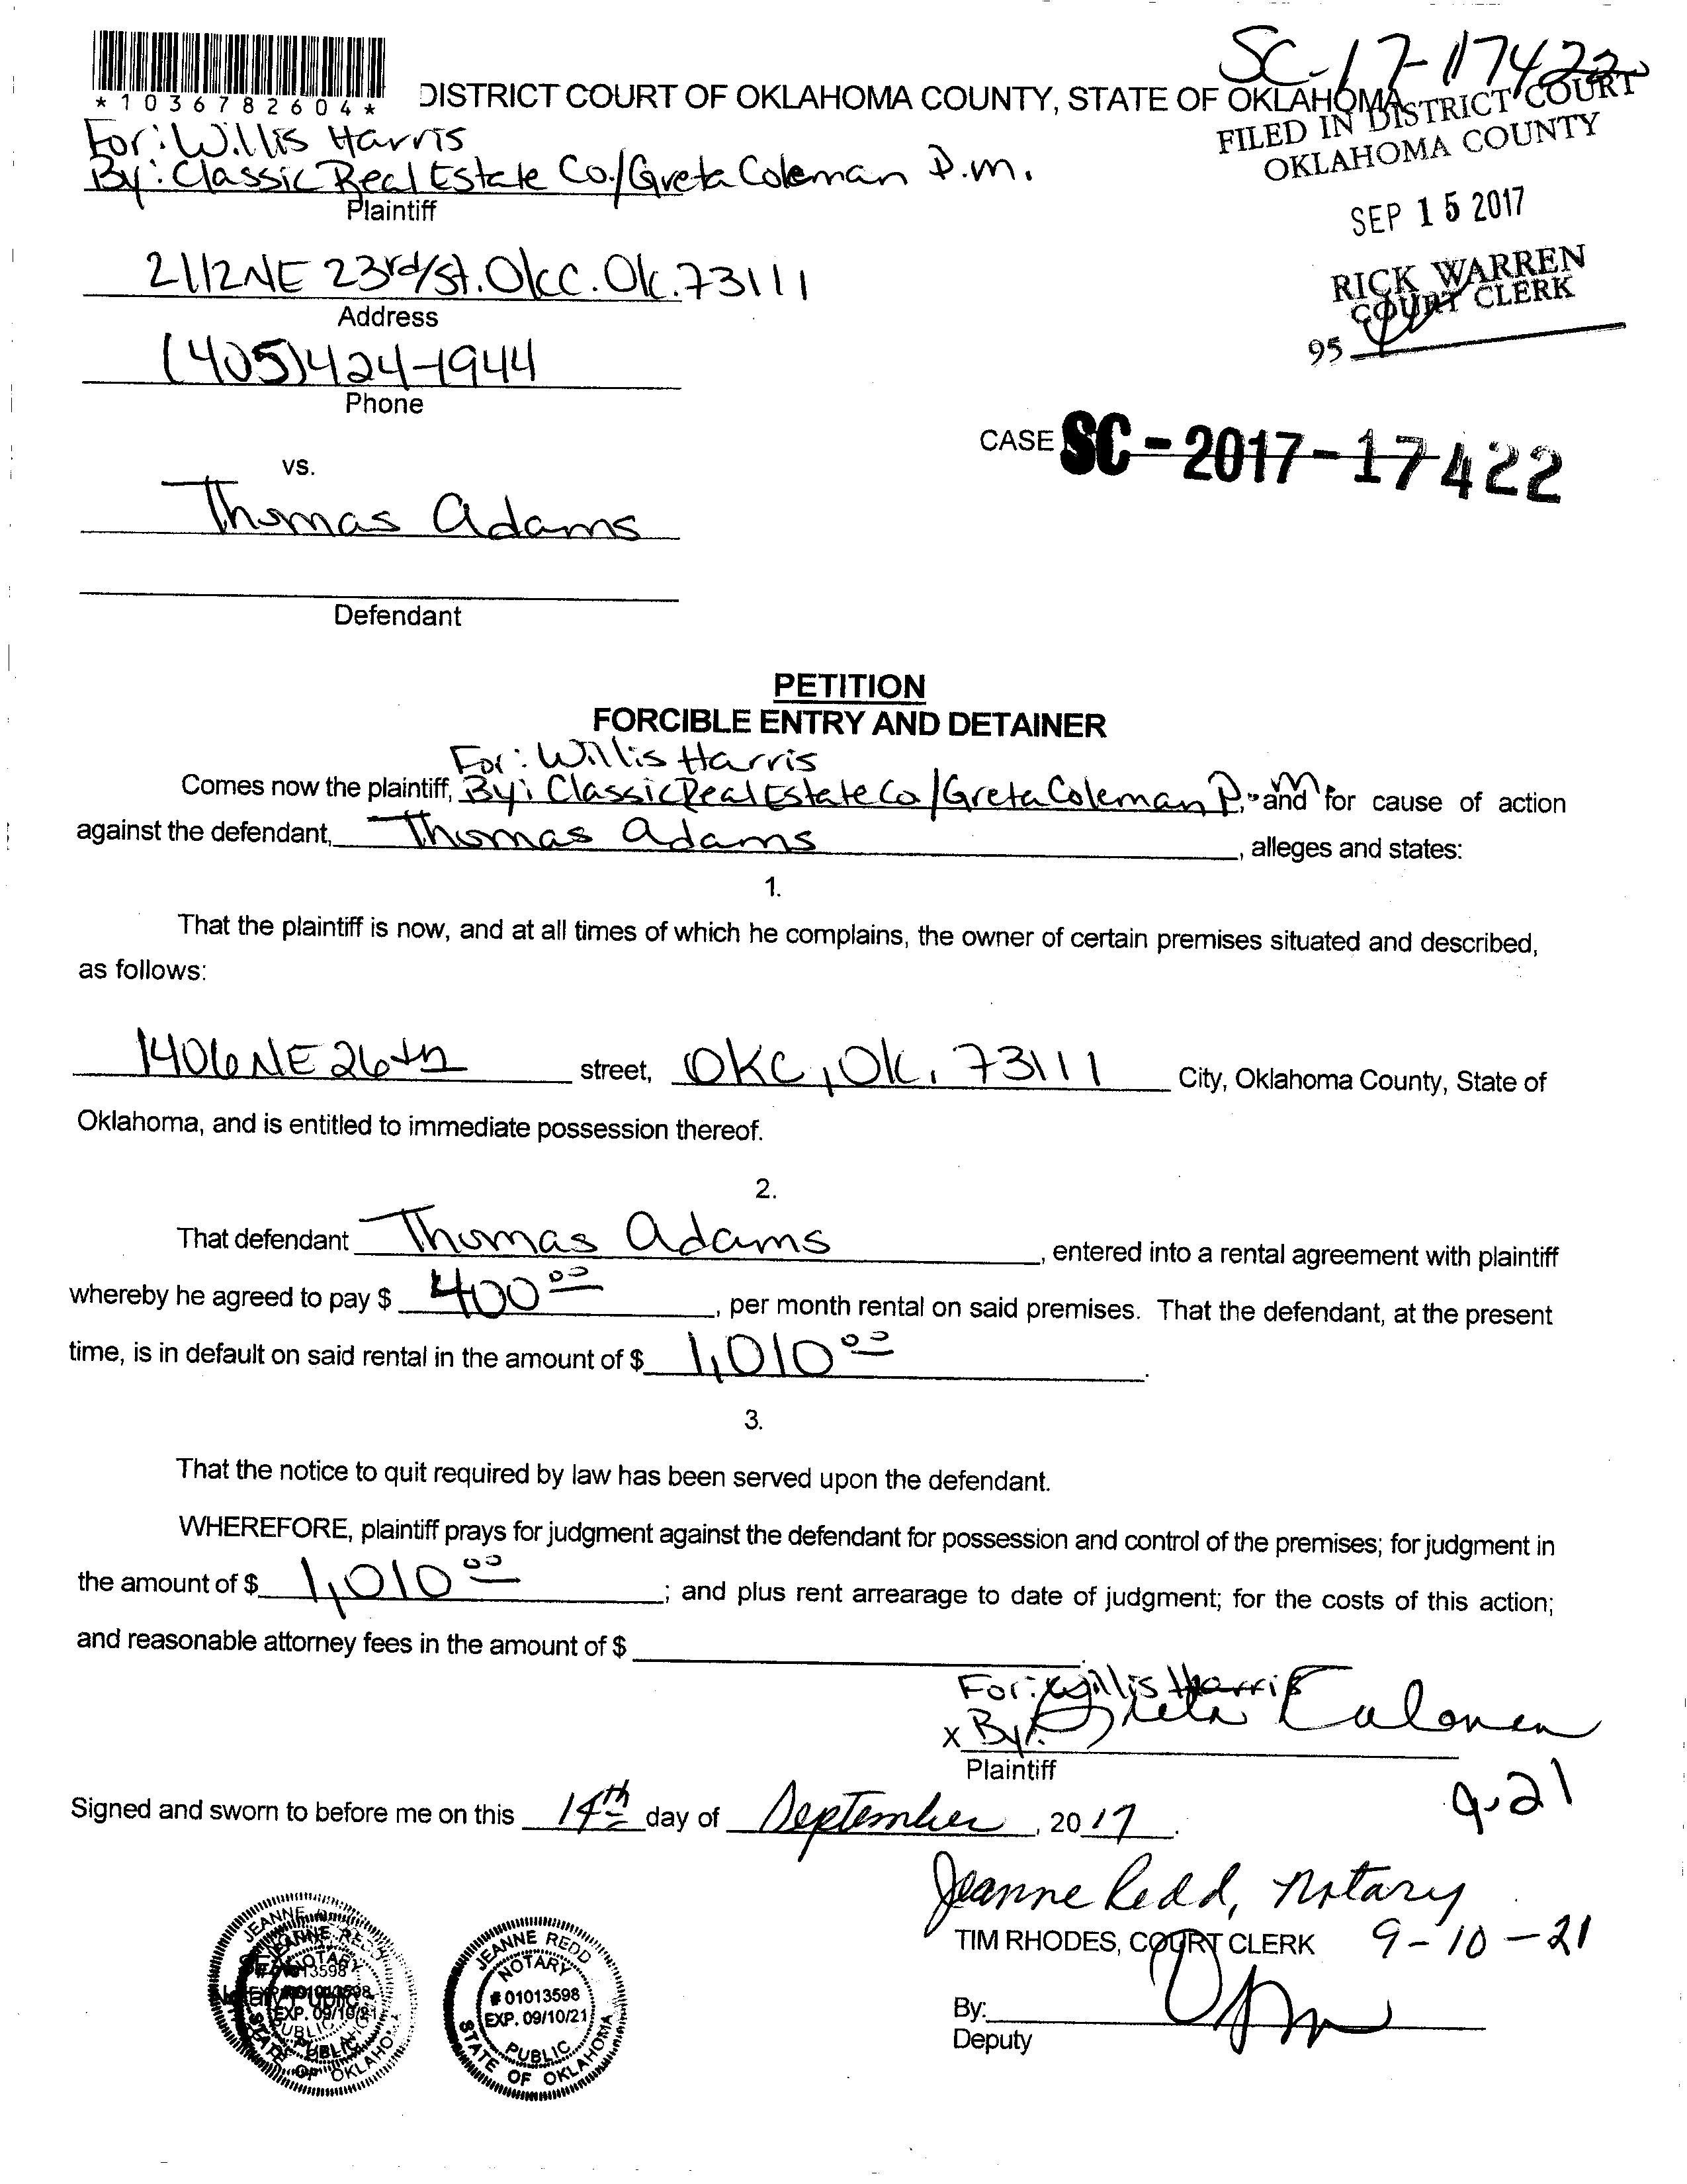 SC-17-17422
*1036782604*
DISTRICT COURT OF OKLAHOMA COUNTY, STATE OF OKLAHOMA
FILED IN DISTRICT COURT
OKLAHOMA COUNTY
For: Willis Harris
By: Classic Real Estate Co./Greta Coleman P.M.
Plaintiff
SEP 15 2017
2112 NE 23rd/St. OKC. Ok. 73111
Address
RICK WARREN
COURT CLERK
95
(405)424-1944
Phone
CASE SC-2017-17422
vs.
Thomas Adams
Defendant
PETITION
FORCIBLE ENTRY AND DETAINER
For: Willis Harris
Comes now the plaintiff, By: Classic Real Estate Co/Greta Coleman P.M, and for cause of action
against the defendant, Thomas Adams, alleges and states:
1.
That the plaintiff is now, and at all times of which he complains, the owner of certain premises situated and described,
as follows:
1406 NE 26th street, OKC, Ok. 73111 City, Oklahoma County, State of
Oklahoma, and is entitled to immediate possession thereof.
2.
That defendant Thomas Adams, entered into a rental agreement with plaintiff
whereby he agreed to pay $ 400 00, per month rental on said premises. That the defendant, at the present
time, is in default on said rental in the amount of $ 1,010 00.
3.
That the notice to quit required by law has been served upon the defendant.
WHEREFORE, plaintiff prays for judgment against the defendant for possession and control of the premises; for judgment in
the amount of $ 1,010 00; and plus rent arrearage to date of judgment; for the costs of this action;
and reasonable attorney fees in the amount of $
For: Willis Harris
x By: Greta Coleman
Plaintiff
9.21
Signed and sworn to before me on this 14th day of September, 2017.
Jeanne Redd, Notary
TIM RHODES, COURT CLERK 9-10-21
By:
Deputy
JEANNE REDD
NOTARY
# 01013598
EXP. 09/10/21
PUBLIC
STATE OF OKLAHOMA